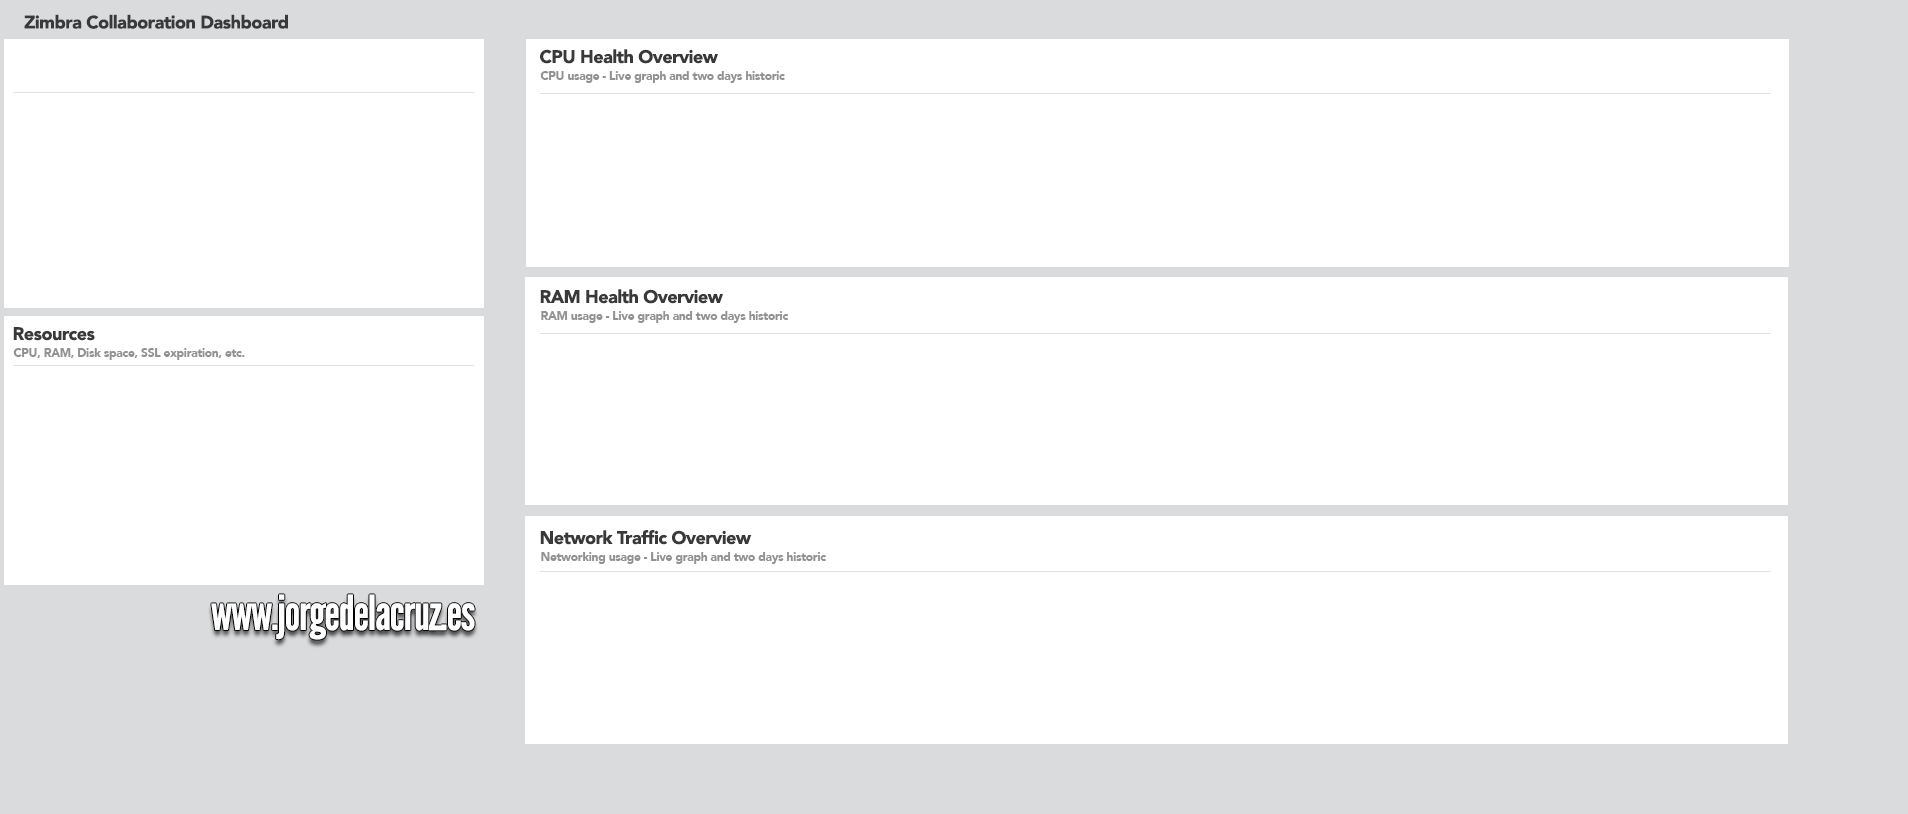 Zimbra Collaboration Dashboard
CPU Health Overview
CPU usage - Live graph and two days historic
RAM Health Overview
RAM usage - Live graph and two days historic
Resources
CPU, RAM, Disk space, SSL expiration, etc.
Network Traffic Overview
Networking usage - Live graph and two days historic
www.jorgedelacruz.es